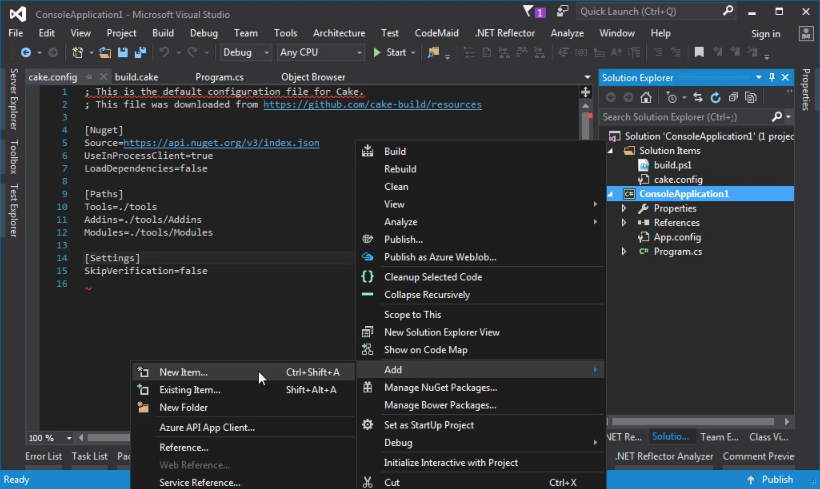 ConsoleApplication1 - Microsoft Visual Studio
1
Quick Launch (Ctrl+Q)
File Edit View Project Build Debug Team Tools Architecture Test CodeMaid .NET Reflector Analyze Window Help Sign in
Debug Any CPU Start
cake.config build.cake Program.cs Object Browser
Server Explorer
Toolbox
Test Explorer
1 ; This is the default configuration file for Cake.
2 ; This file was downloaded from https://github.com/cake-build/resources
3
4 [Nuget]
5 Source=https://api.nuget.org/v3/index.json
6 UseInProcessClient=true
7 LoadDependencies=false
8
9 [Paths]
10 Tools=./tools
11 Addins=./tools/Addins
12 Modules=./tools/Modules
13
14 [Settings]
15 SkipVerification=false
16
Build
Rebuild
Clean
View
Analyze
Publish...
Publish as Azure WebJob...
Cleanup Selected Code
Collapse Recursively
Scope to This
New Solution Explorer View
Show on Code Map
Add
Manage NuGet Packages...
Manage Bower Packages...
Set as StartUp Project
Debug
Initialize Interactive with Project
Cut Ctrl+X
New Item... Ctrl+Shift+A
Existing Item... Shift+Alt+A
New Folder
Azure API App Client...
Reference...
Web Reference...
Service Reference...
Solution Explorer
Search Solution Explorer (Ctrl+;)
Solution 'ConsoleApplication1' (1 projec
Solution Items
build.ps1
cake.config
ConsoleApplication1
Properties
References
App.config
C# Program.cs
Properties
100 %
NET Re... Solutio... Team E... Class Vi...
Error List Task List Pac
.NET Reflector Analyzer Comment Previe
Ready
Publish